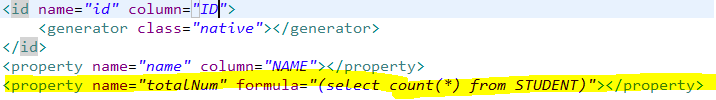 <id name="id" column="ID">
<generator class="native"></generator>
</id>
<property name="name" column="NAME"></property>
<property name="totalNum" formula="(select count(*) from STUDENT)"></property>